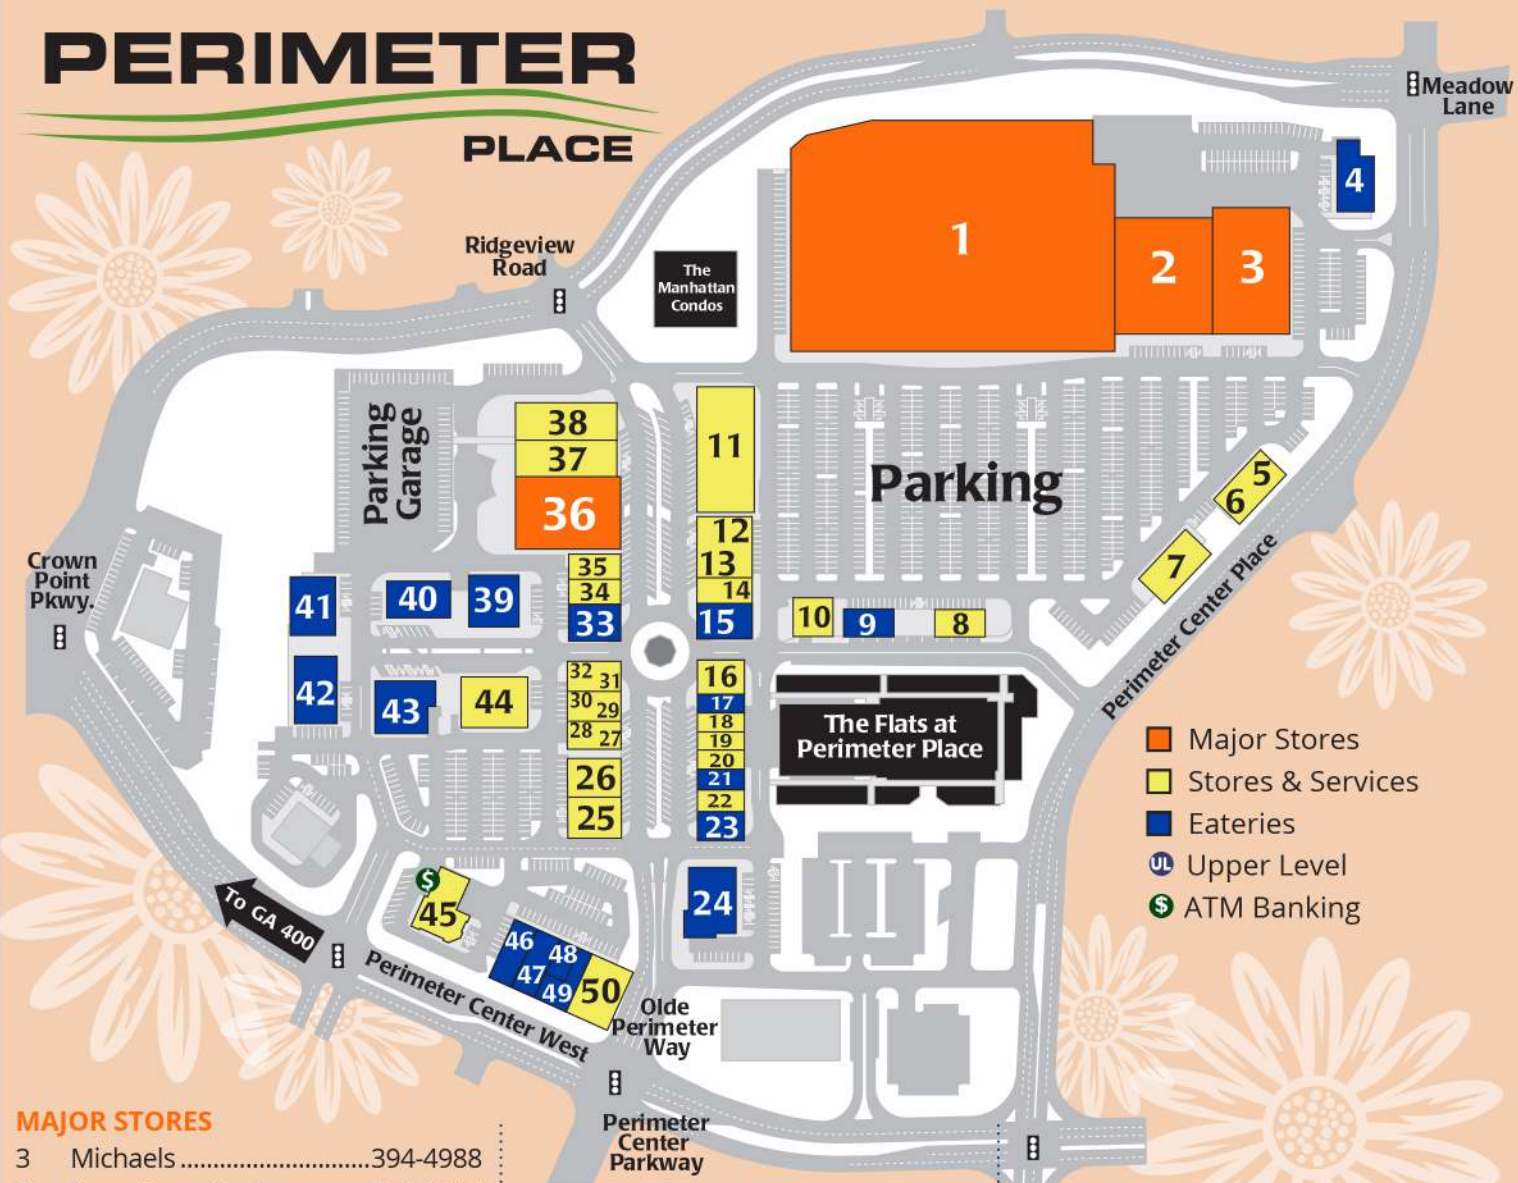 PERIMETER
PLACE
Meadow
Lane
Ridgeview
Road
The
Manhattan
Condos
1
2
3
4
Parking
Garage
38
37
36
11
Parking
5
6
7
12
13
14
15
35
34
33
10
9
8
Crown
Point
Pkwy.
41
40
39
42
43
44
32
31
30
29
28
27
26
25
16
17
18
19
20
21
22
23
The Flats at
Perimeter Place
Perimeter Center Place
Major Stores
Stores & Services
Eateries
UL Upper Level
$ ATM Banking
24
$
45
46
48
47
49
50
To GA 400
Perimeter Center West
Olde
Perimeter
Way
Perimeter
Center
Parkway
MAJOR STORES
3 Michaels .............................394-4988